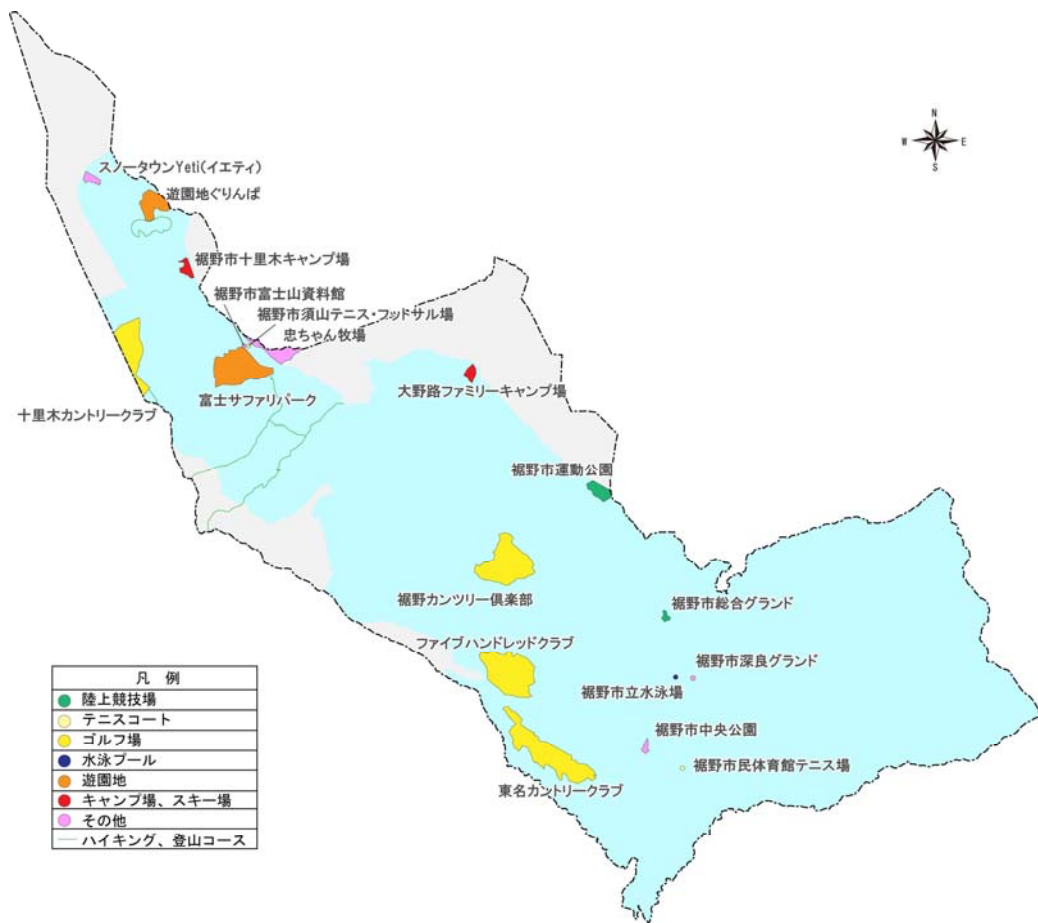 N
W
E
S
スノータウンYeti(イエティ)
遊園地ぐりんぱ
裾野市十里木キャンプ場
裾野市富士山資料館
裾野市須山テニス・フッドサル場
忠ちゃん牧場
富士サファリパーク
十里木カントリークラブ
大野路ファミリーキャンプ場
裾野市運動公園
裾野カンツリー倶楽部
裾野市総合グランド
ファイブハンドレッドクラブ
裾野市深良グランド
裾野市立水泳場
裾野市中央公園
裾野市民体育館テニス場
東名カントリークラブ
凡 例
陸上競技場
テニスコート
ゴルフ場
水泳プール
遊園地
キャンプ場、スキー場
その他
ハイキング、登山コース